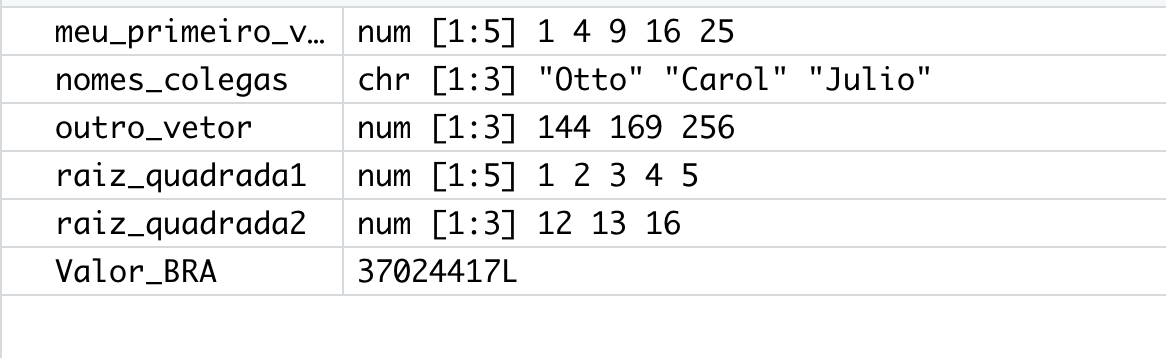 meu_primeiro_v… num [1:5] 1 4 9 16 25
nomes_colegas chr [1:3] "Otto" "Carol" "Julio"
outro_vetor num [1:3] 144 169 256
raiz_quadrada1 num [1:5] 1 2 3 4 5
raiz_quadrada2 num [1:3] 12 13 16
Valor_BRA 37024417L